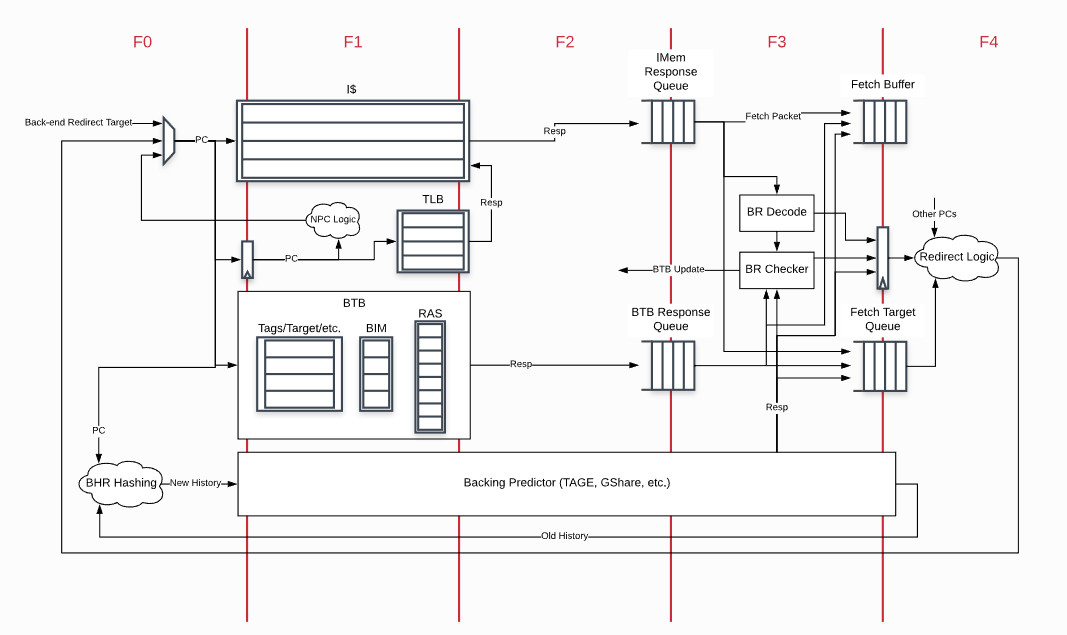 F0
F1
F2
F3
F4
IMem
Response
Queue
I$
Fetch Buffer
Back-end Redirect Target
PC
Resp
Fetch Packet
TLB
Resp
NPC Logic
BR Decode
Other PCs
PC
Redirect Logic
BTB Update
BR Checker
BTB
RAS
Tags/Target/etc.
BIM
BTB Response
Queue
Fetch Target
Queue
Resp
Resp
PC
BHR Hashing
New History
Backing Predictor (TAGE, GShare, etc.)
Old History